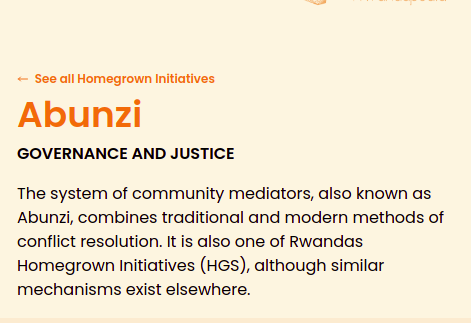 ← See all Homegrown Initiatives
Abunzi
GOVERNANCE AND JUSTICE
The system of community mediators, also known as
Abunzi, combines traditional and modern methods of
conflict resolution. It is also one of Rwandas
Homegrown Initiatives (HGS), although similar
mechanisms exist elsewhere.